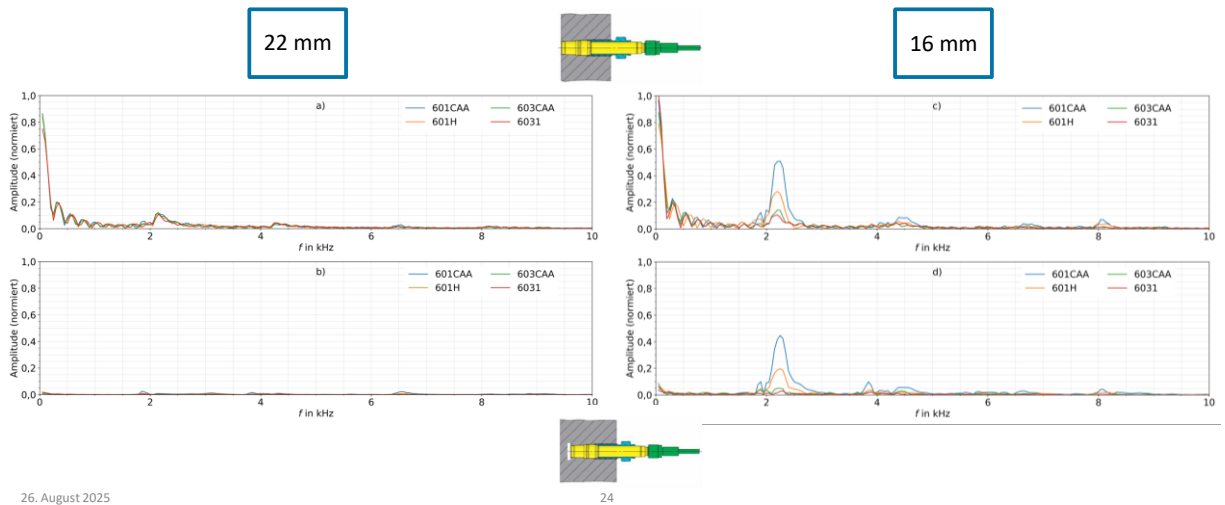 22 mm
16 mm
a)
601CAA 603CAA
601H 6031
Amplitude (normiert)
1,0
0,8
0,6
0,4
0,2
0,0
0 2 4 6 8 10
f in kHz
b)
601CAA 603CAA
601H 6031
Amplitude (normiert)
1,0
0,8
0,6
0,4
0,2
0,0
0 2 4 6 8 10
f in kHz
c)
601CAA 603CAA
601H 6031
Amplitude (normiert)
1,0
0,8
0,6
0,4
0,2
0,0
0 2 4 6 8 10
f in kHz
d)
601CAA 603CAA
601H 6031
Amplitude (normiert)
1,0
0,8
0,6
0,4
0,2
0,0
0 2 4 6 8 10
f in kHz
26. August 2025
24